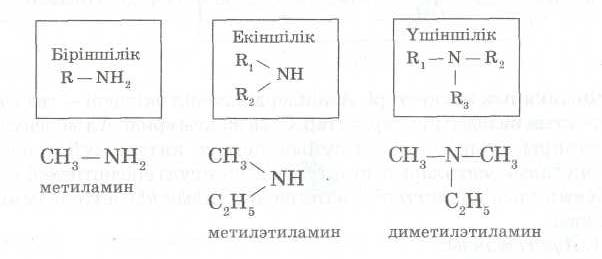 Біріншілік
R — NH₂
Екіншілік
R₁
NH
R₂
Үшіншілік
R₁ — N — R₂
R₃
CH₃ — NH₂
метиламин
CH₃
NH
C₂H₅
метилэтиламин
CH₃ — N — CH₃
C₂H₅
диметилэтиламин